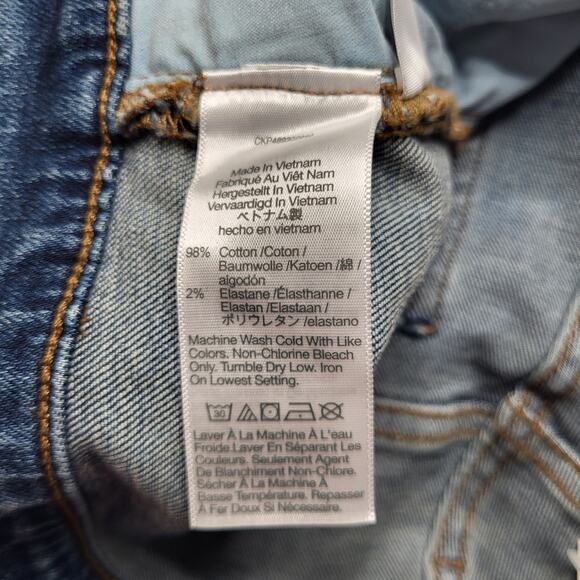 Made In Vietnam
Fabriqué Au Viêt Nam
Hergestellt In Vietnam
Vervaardigd In Vietnam
ベトナム製
hecho en vietnam
98% Cotton /Coton /
Baumwolle /Katoen /綿 /
algodón
2% Elastane /Élasthanne /
Elastan /Elastaan /
ポリウレタン /elastano
Machine Wash Cold With Like
Colors. Non-Chlorine Bleach
Only. Tumble Dry Low. Iron
On Lowest Setting.
30
Laver À La Machine À L'eau
Froide.Laver En Séparant Les
Couleurs. Seulement Agent
De Blanchiment Non-Chlore.
Sécher À La Machine À
Basse Température. Repasser
À Fer Doux Si Nécessaire.